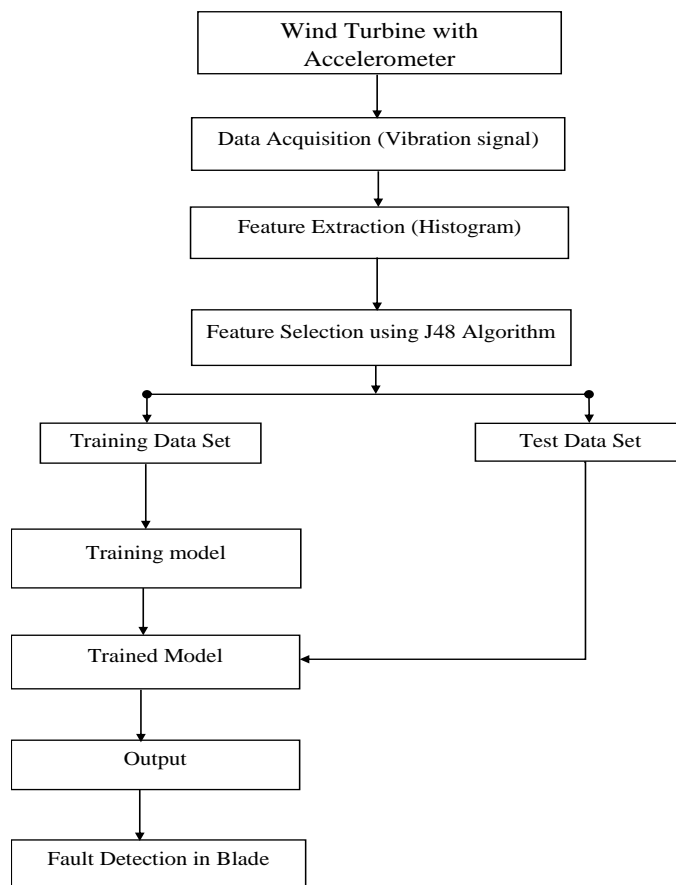 Wind Turbine with
Accelerometer
Data Acquisition (Vibration signal)
Feature Extraction (Histogram)
Feature Selection using J48 Algorithm
Training Data Set
Test Data Set
Training model
Trained Model
Output
Fault Detection in Blade